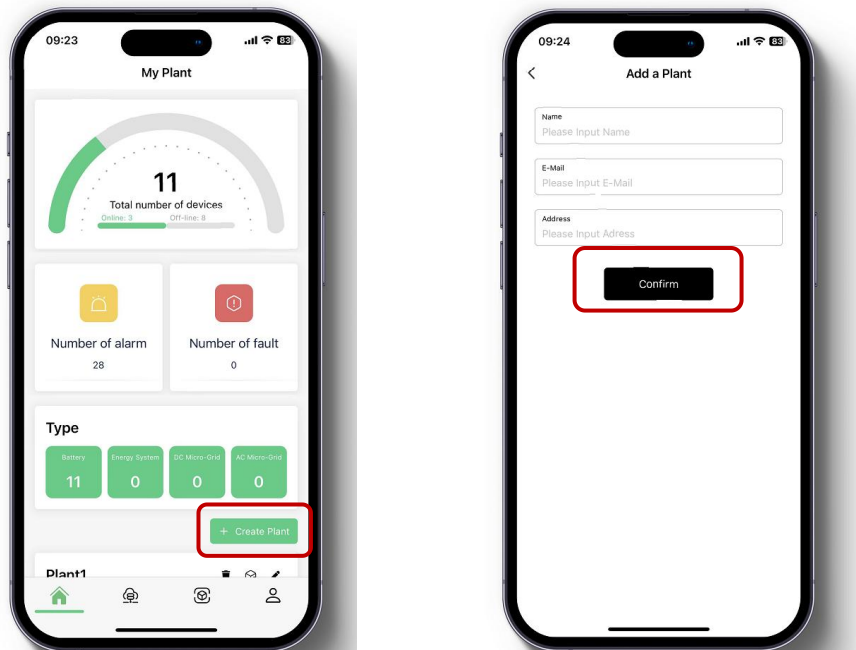 09:23
83
My Plant
11
Total number of devices
Online: 3 Off-line: 8
Number of alarm
28
Number of fault
0
Type
Battery
11
Energy System
0
DC Micro-Grid
0
AC Micro-Grid
0
+ Create Plant
Plant1
09:24
83
Add a Plant
Name
Please Input Name
E-Mail
Please Input E-Mail
Address
Please Input Adress
Confirm